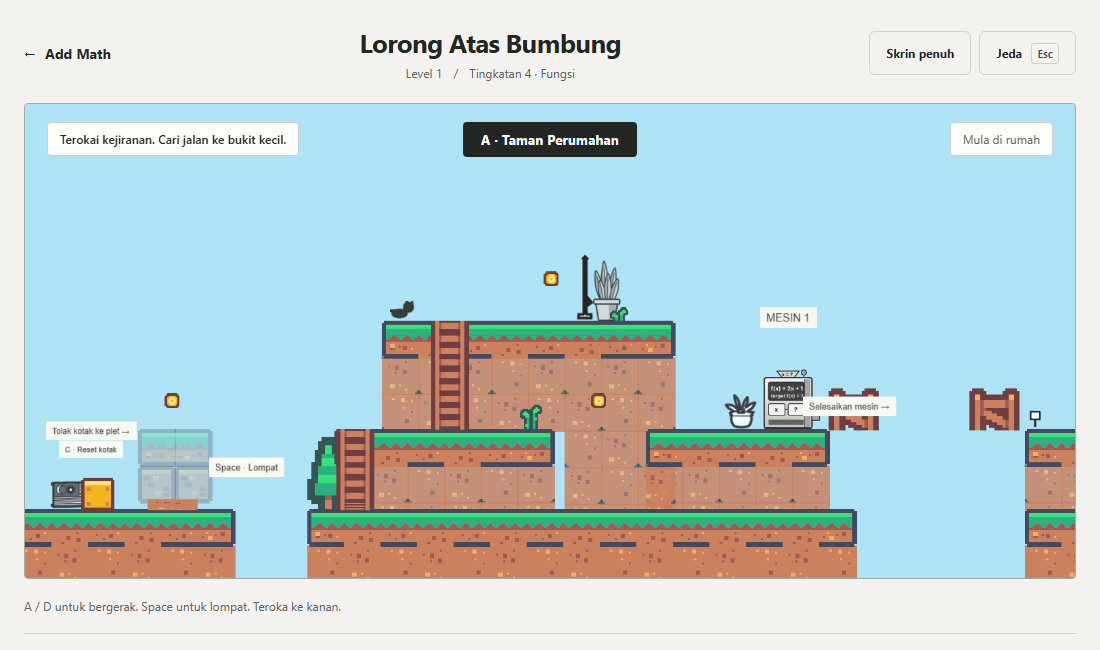 ← Add Math
Lorong Atas Bumbung
Level 1 / Tingkatan 4 · Fungsi
Skrin penuh
Jeda Esc
Terokai kejiranan. Cari jalan ke bukit kecil.
A · Taman Perumahan
Mula di rumah
MESIN 1
f(x) = 2x + 1
x ?
Selesaikan mesin →
Tolak kotak ke plet →
C · Reset kotak
Space · Lompat
A / D untuk bergerak. Space untuk lompat. Teroka ke kanan.